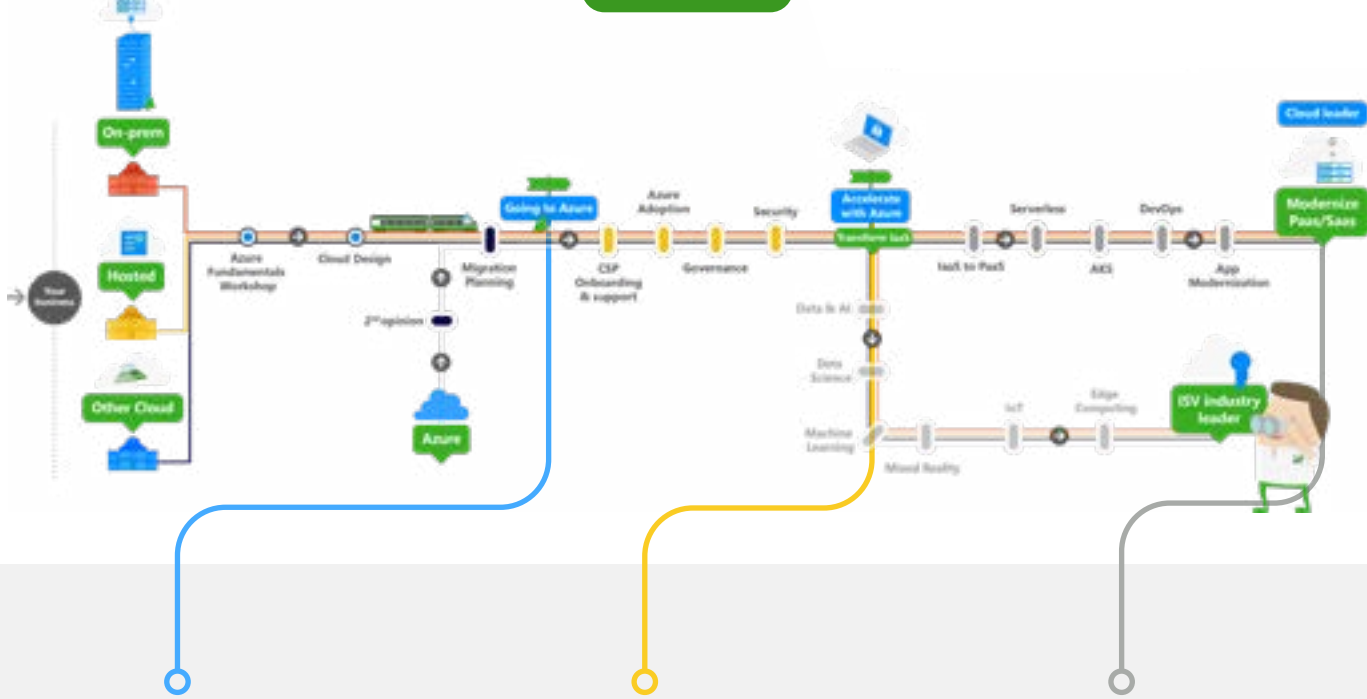 On-prem
Hosted
Your
business
Other Cloud
Azure
Fundamentals
Workshop
Cloud Design
2nd opinion
Azure
Migration
Planning
Going to Azure
CSP
Onboarding
& support
Azure
Adoption
Governance
Security
Accelerate
with Azure
Transform IaaS
Data & AI
Data
Science
Machine
Learning
Mixed Reality
IoT
Edge
Computing
ISV industry
leader
IaaS to PaaS
Serverless
AKS
DevOps
App
Modernization
Cloud leader
Modernize
Paas/Saas